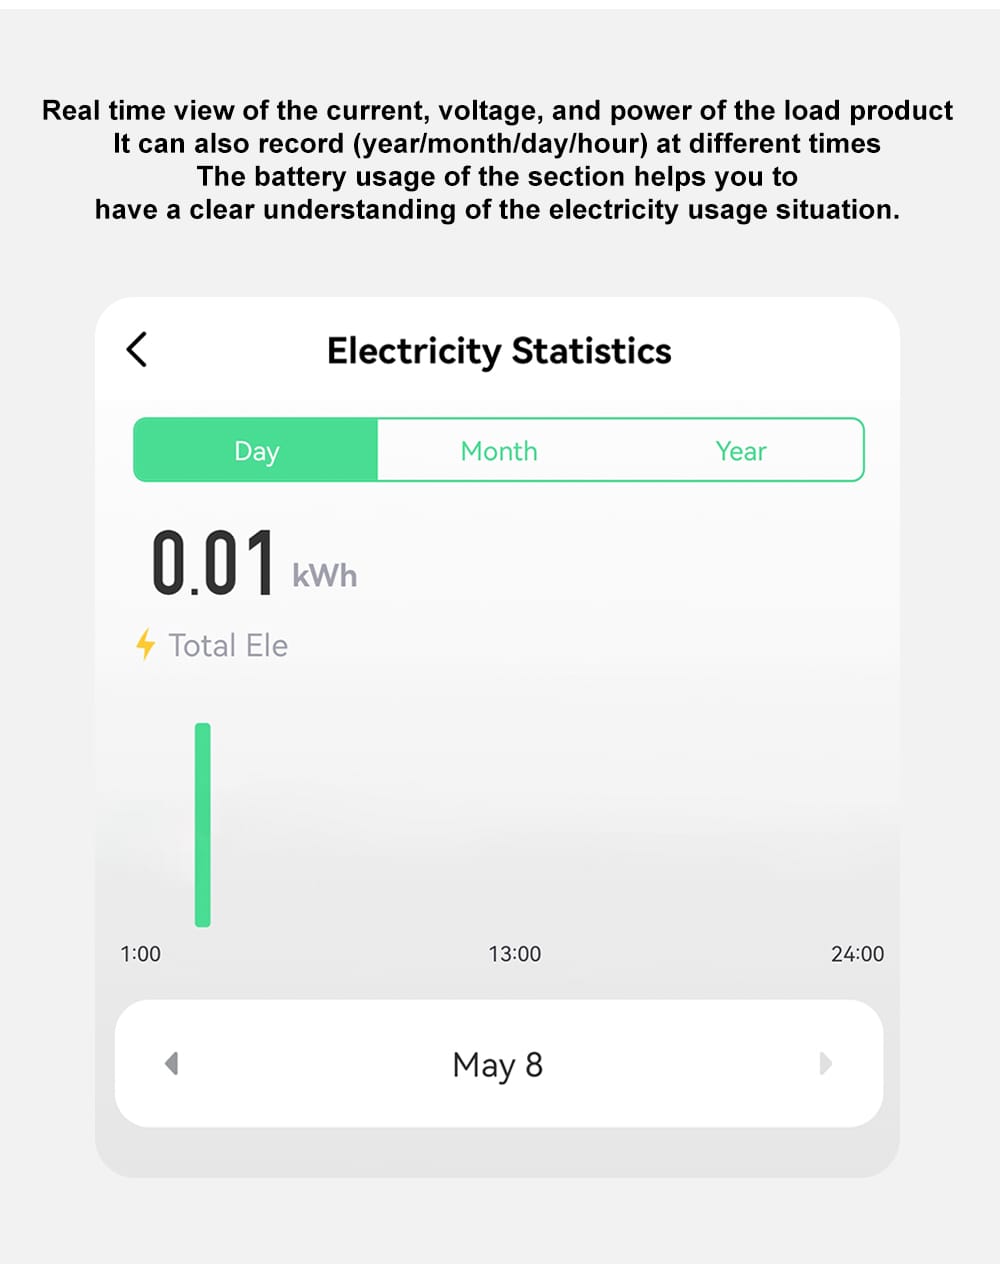 Real time view of the current, voltage, and power of the load product
It can also record (year/month/day/hour) at different times
The battery usage of the section helps you to
have a clear understanding of the electricity usage situation.
Electricity Statistics
Day Month Year
0.01 kWh
Total Ele
1:00 13:00 24:00
May 8